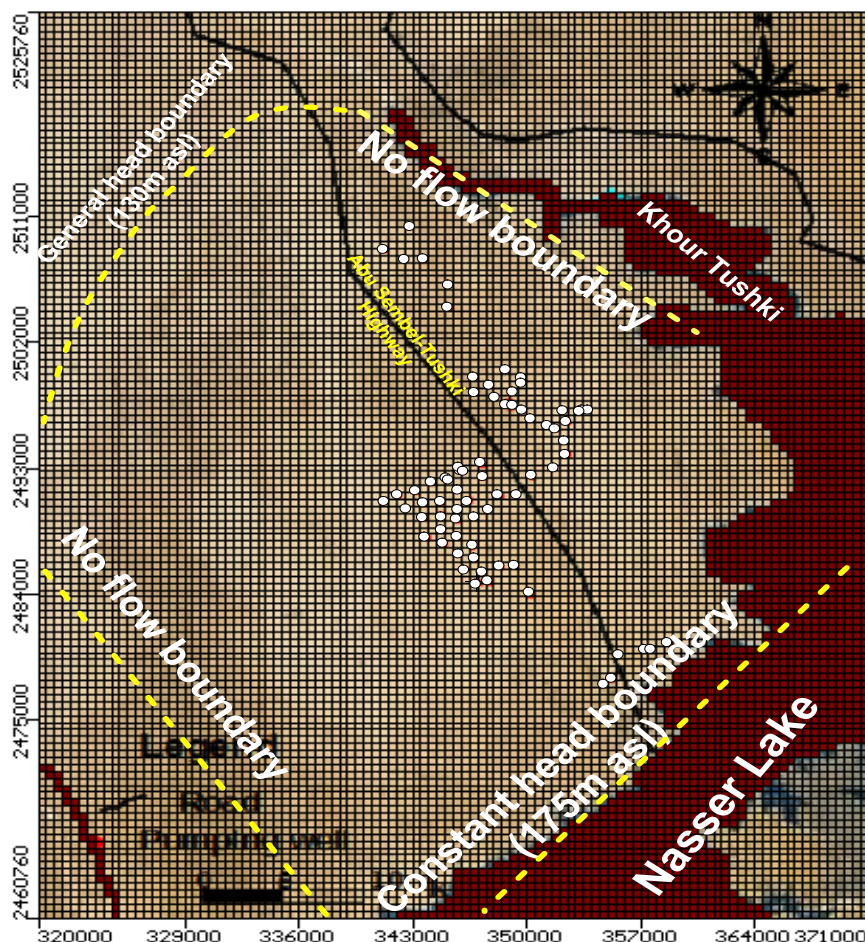 2525760
2511000
2502000
2493000
2484000
2475000
2460760
N
W
E
S
General head boundary
(130m asl)
No flow boundary
Khour Tushki
Abu Sembel-Tushki
Highway
No flow boundary
Constant head boundary
(175m asl)
Nasser Lake
Legend
Road
Pumping well
0
320000
329000
336000
343000
350000
357000
364000
371000